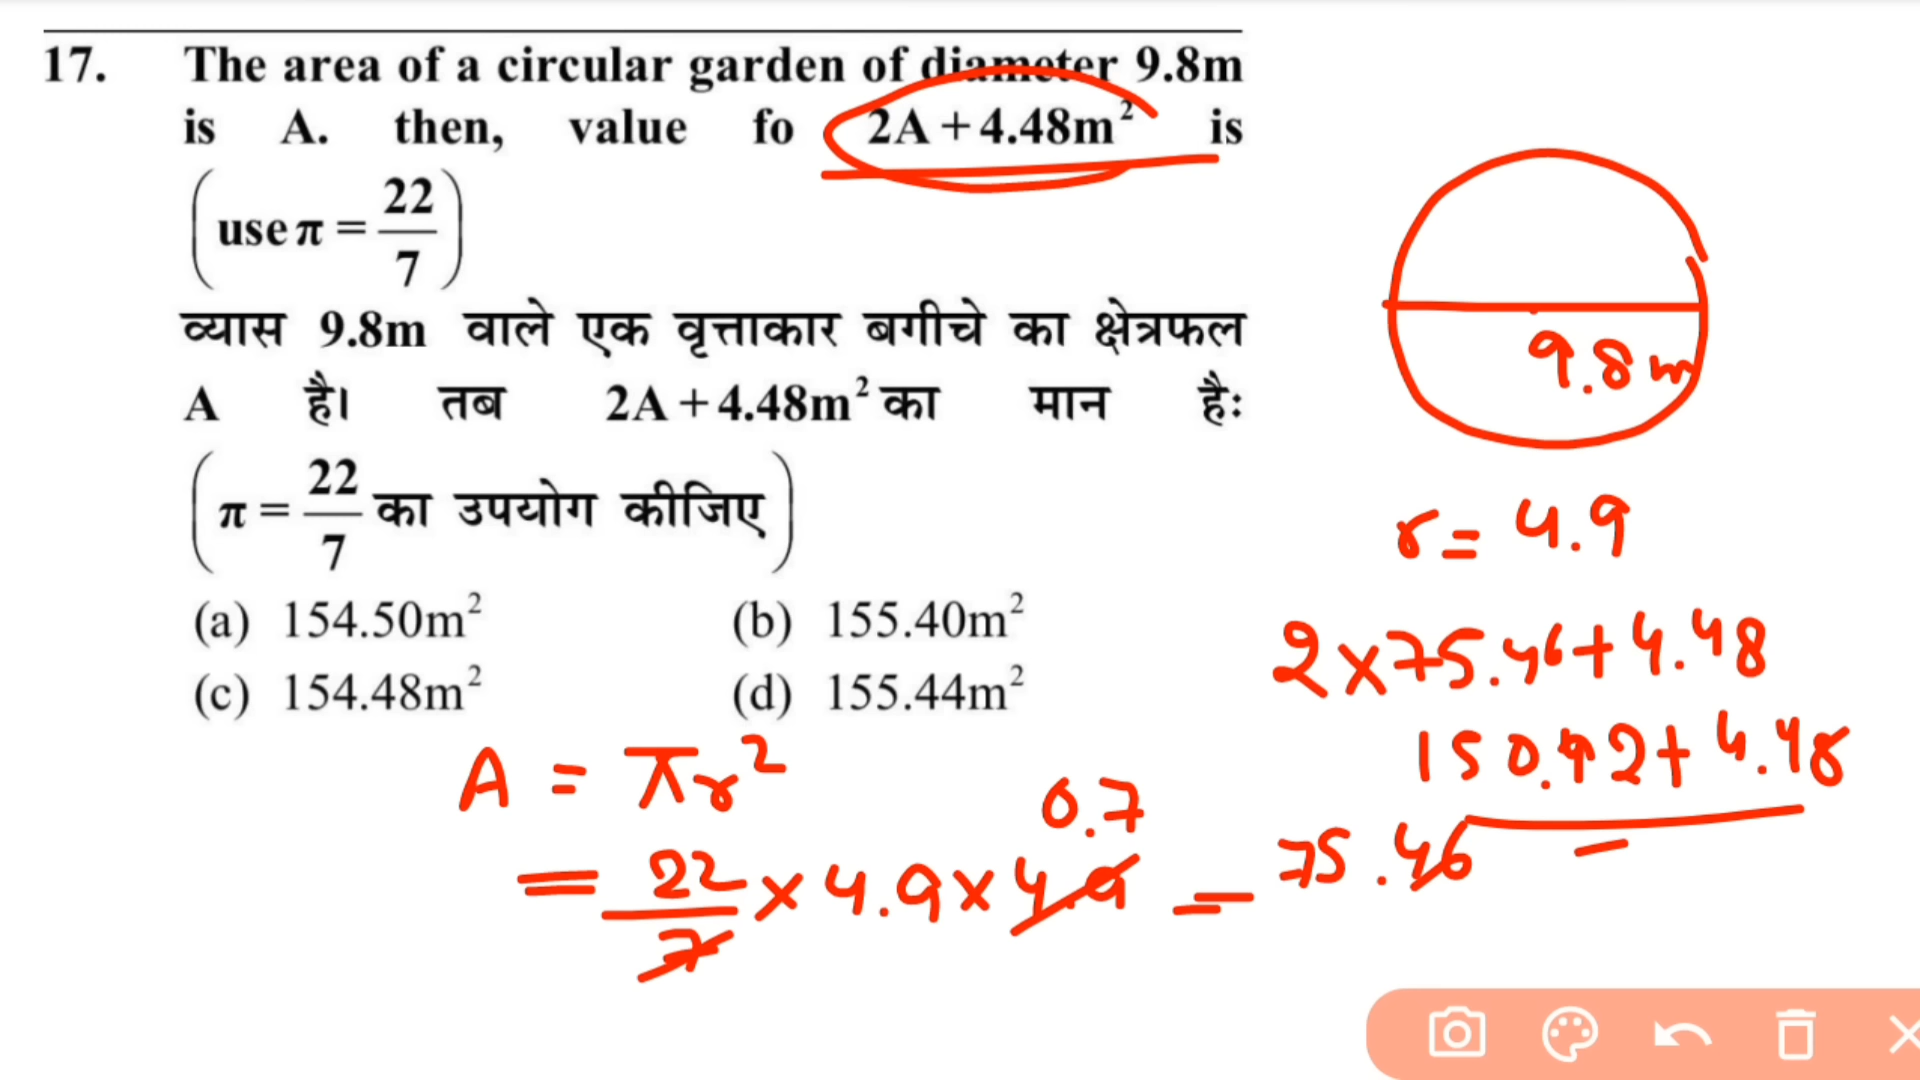 17. The area of a circular garden of diameter 9.8m
is A. then, value fo 2A + 4.48m² is
(use π = 22/7)
व्यास 9.8m वाले एक वृत्ताकार बगीचे का क्षेत्रफल
A है। तब 2A + 4.48m² का मान हैः
(π = 22/7 का उपयोग कीजिए)
(a) 154.50m² (b) 155.40m²
(c) 154.48m² (d) 155.44m²
9.8m
r = 4.9
2 × 75.46 + 4.48
150.92 + 4.48
=
A = πr²
0.7
= 22/7 × 4.9 × 4.9 = 75.46